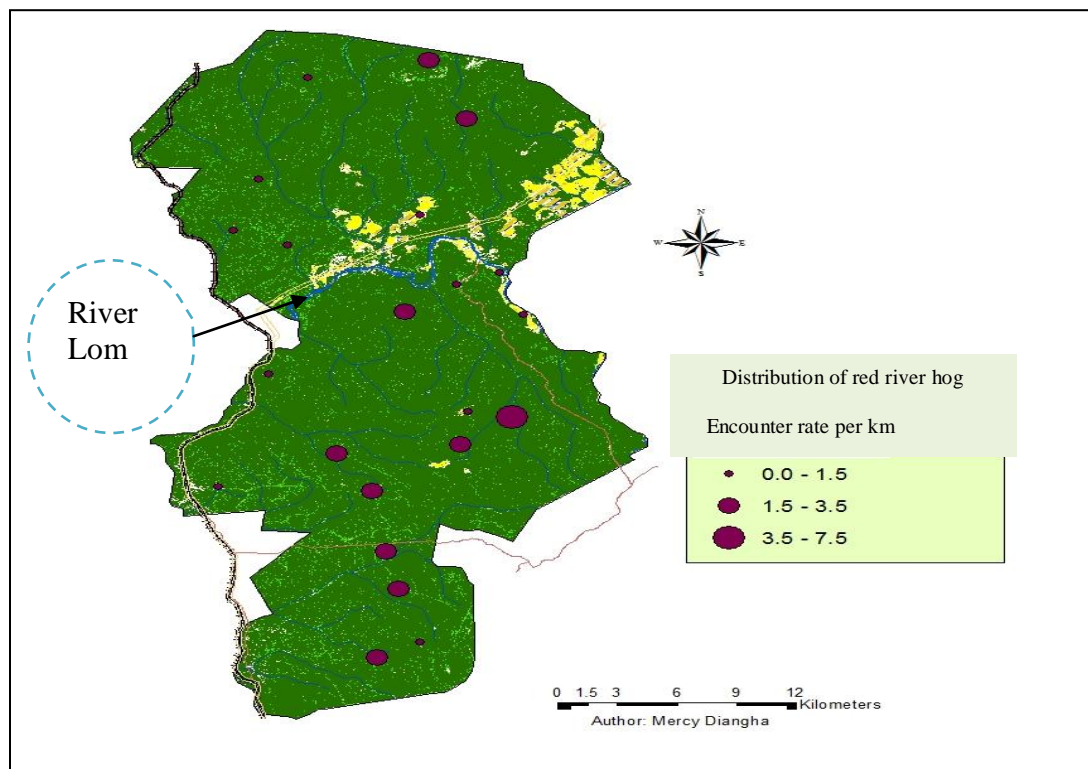 N
W E
S
River
Lom
Distribution of red river hog
Encounter rate per km
0.0 - 1.5
1.5 - 3.5
3.5 - 7.5
0 1.5 3 6 9 12
Kilometers
Author: Mercy Diangha